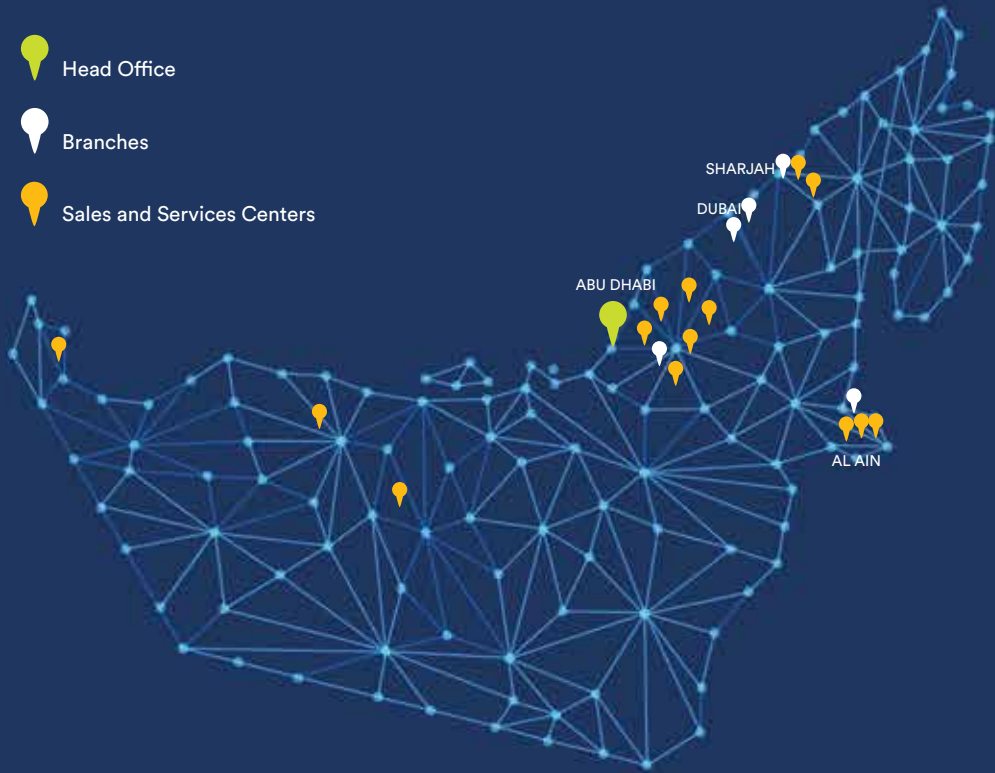 Head Office
Branches
Sales and Services Centers
SHARJAH
DUBAI
ABU DHABI
AL AIN